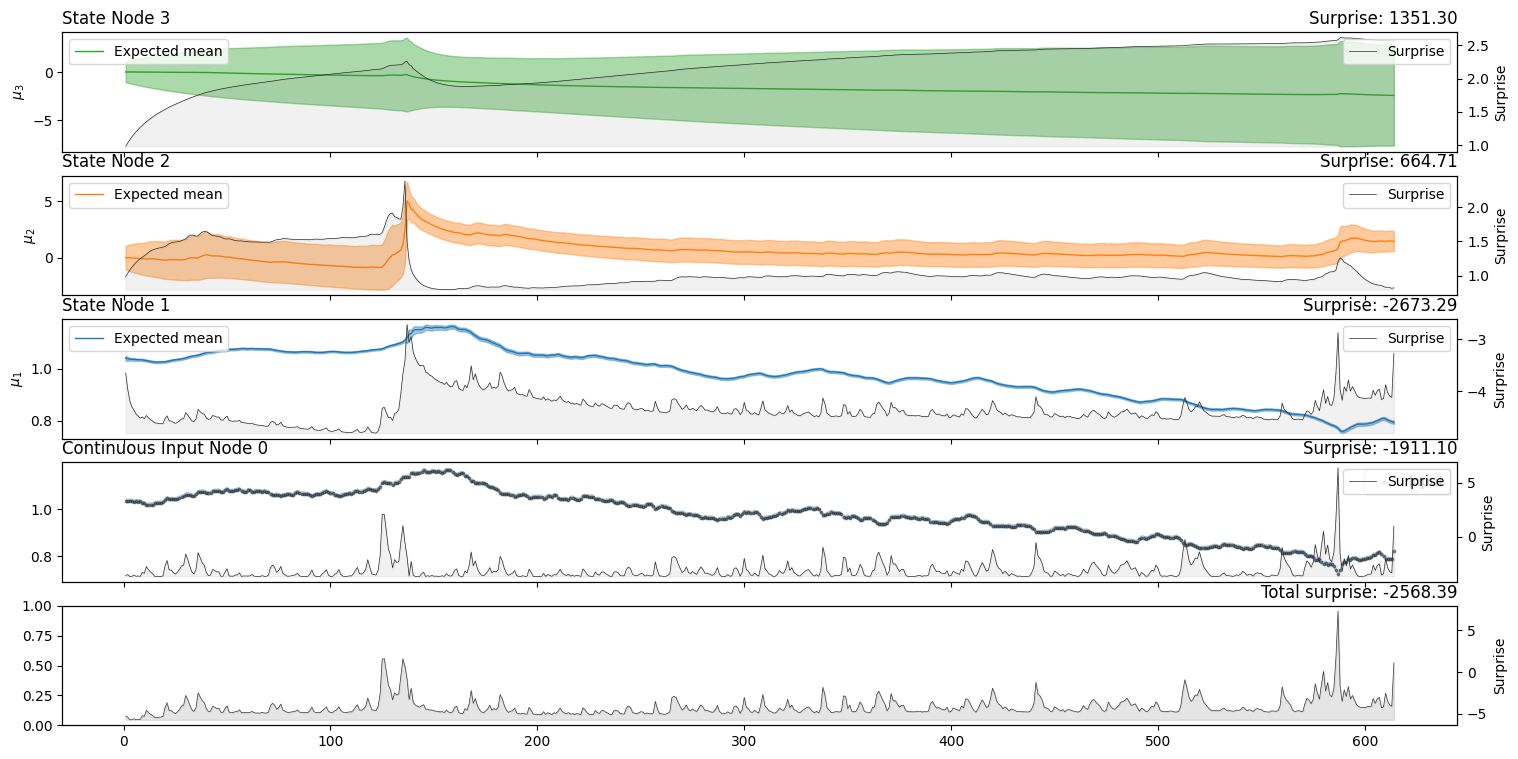 State Node 3
Surprise: 1351.30
Expected mean
Surprise
0
−5
μ3
2.5
2.0
1.5
1.0
Surprise
State Node 2
Surprise: 664.71
Expected mean
Surprise
5
0
μ2
2.0
1.5
1.0
Surprise
State Node 1
Surprise: -2673.29
Expected mean
Surprise
1.0
0.8
μ1
−3
−4
Surprise
Continuous Input Node 0
Surprise: -1911.10
Surprise
1.0
0.8
5
0
Surprise
Total surprise: -2568.39
1.00
0.75
0.50
0.25
0.00
5
0
−5
Surprise
0 100 200 300 400 500 600